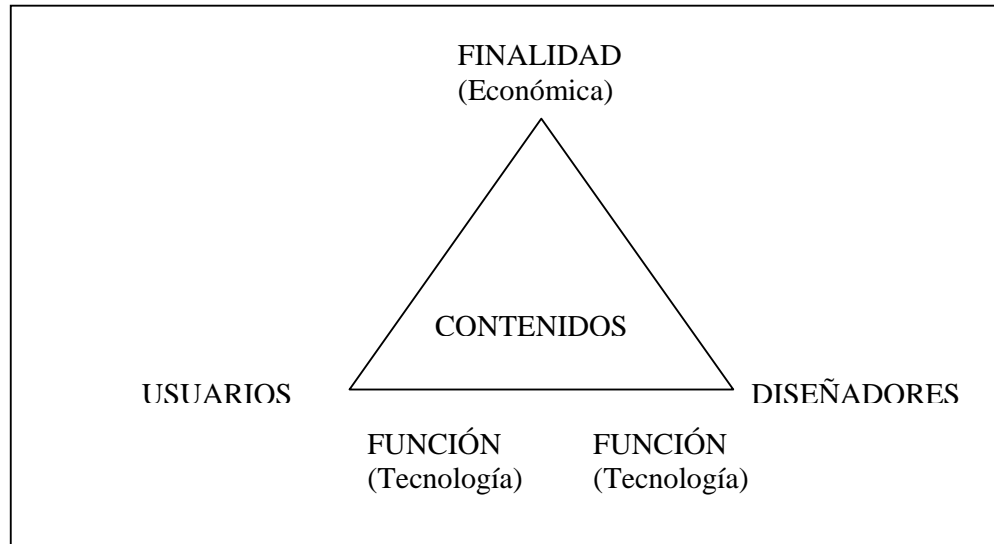 FINALIDAD
(Económica)
CONTENIDOS
USUARIOS
DISEÑADORES
FUNCIÓN
(Tecnología)
FUNCIÓN
(Tecnología)